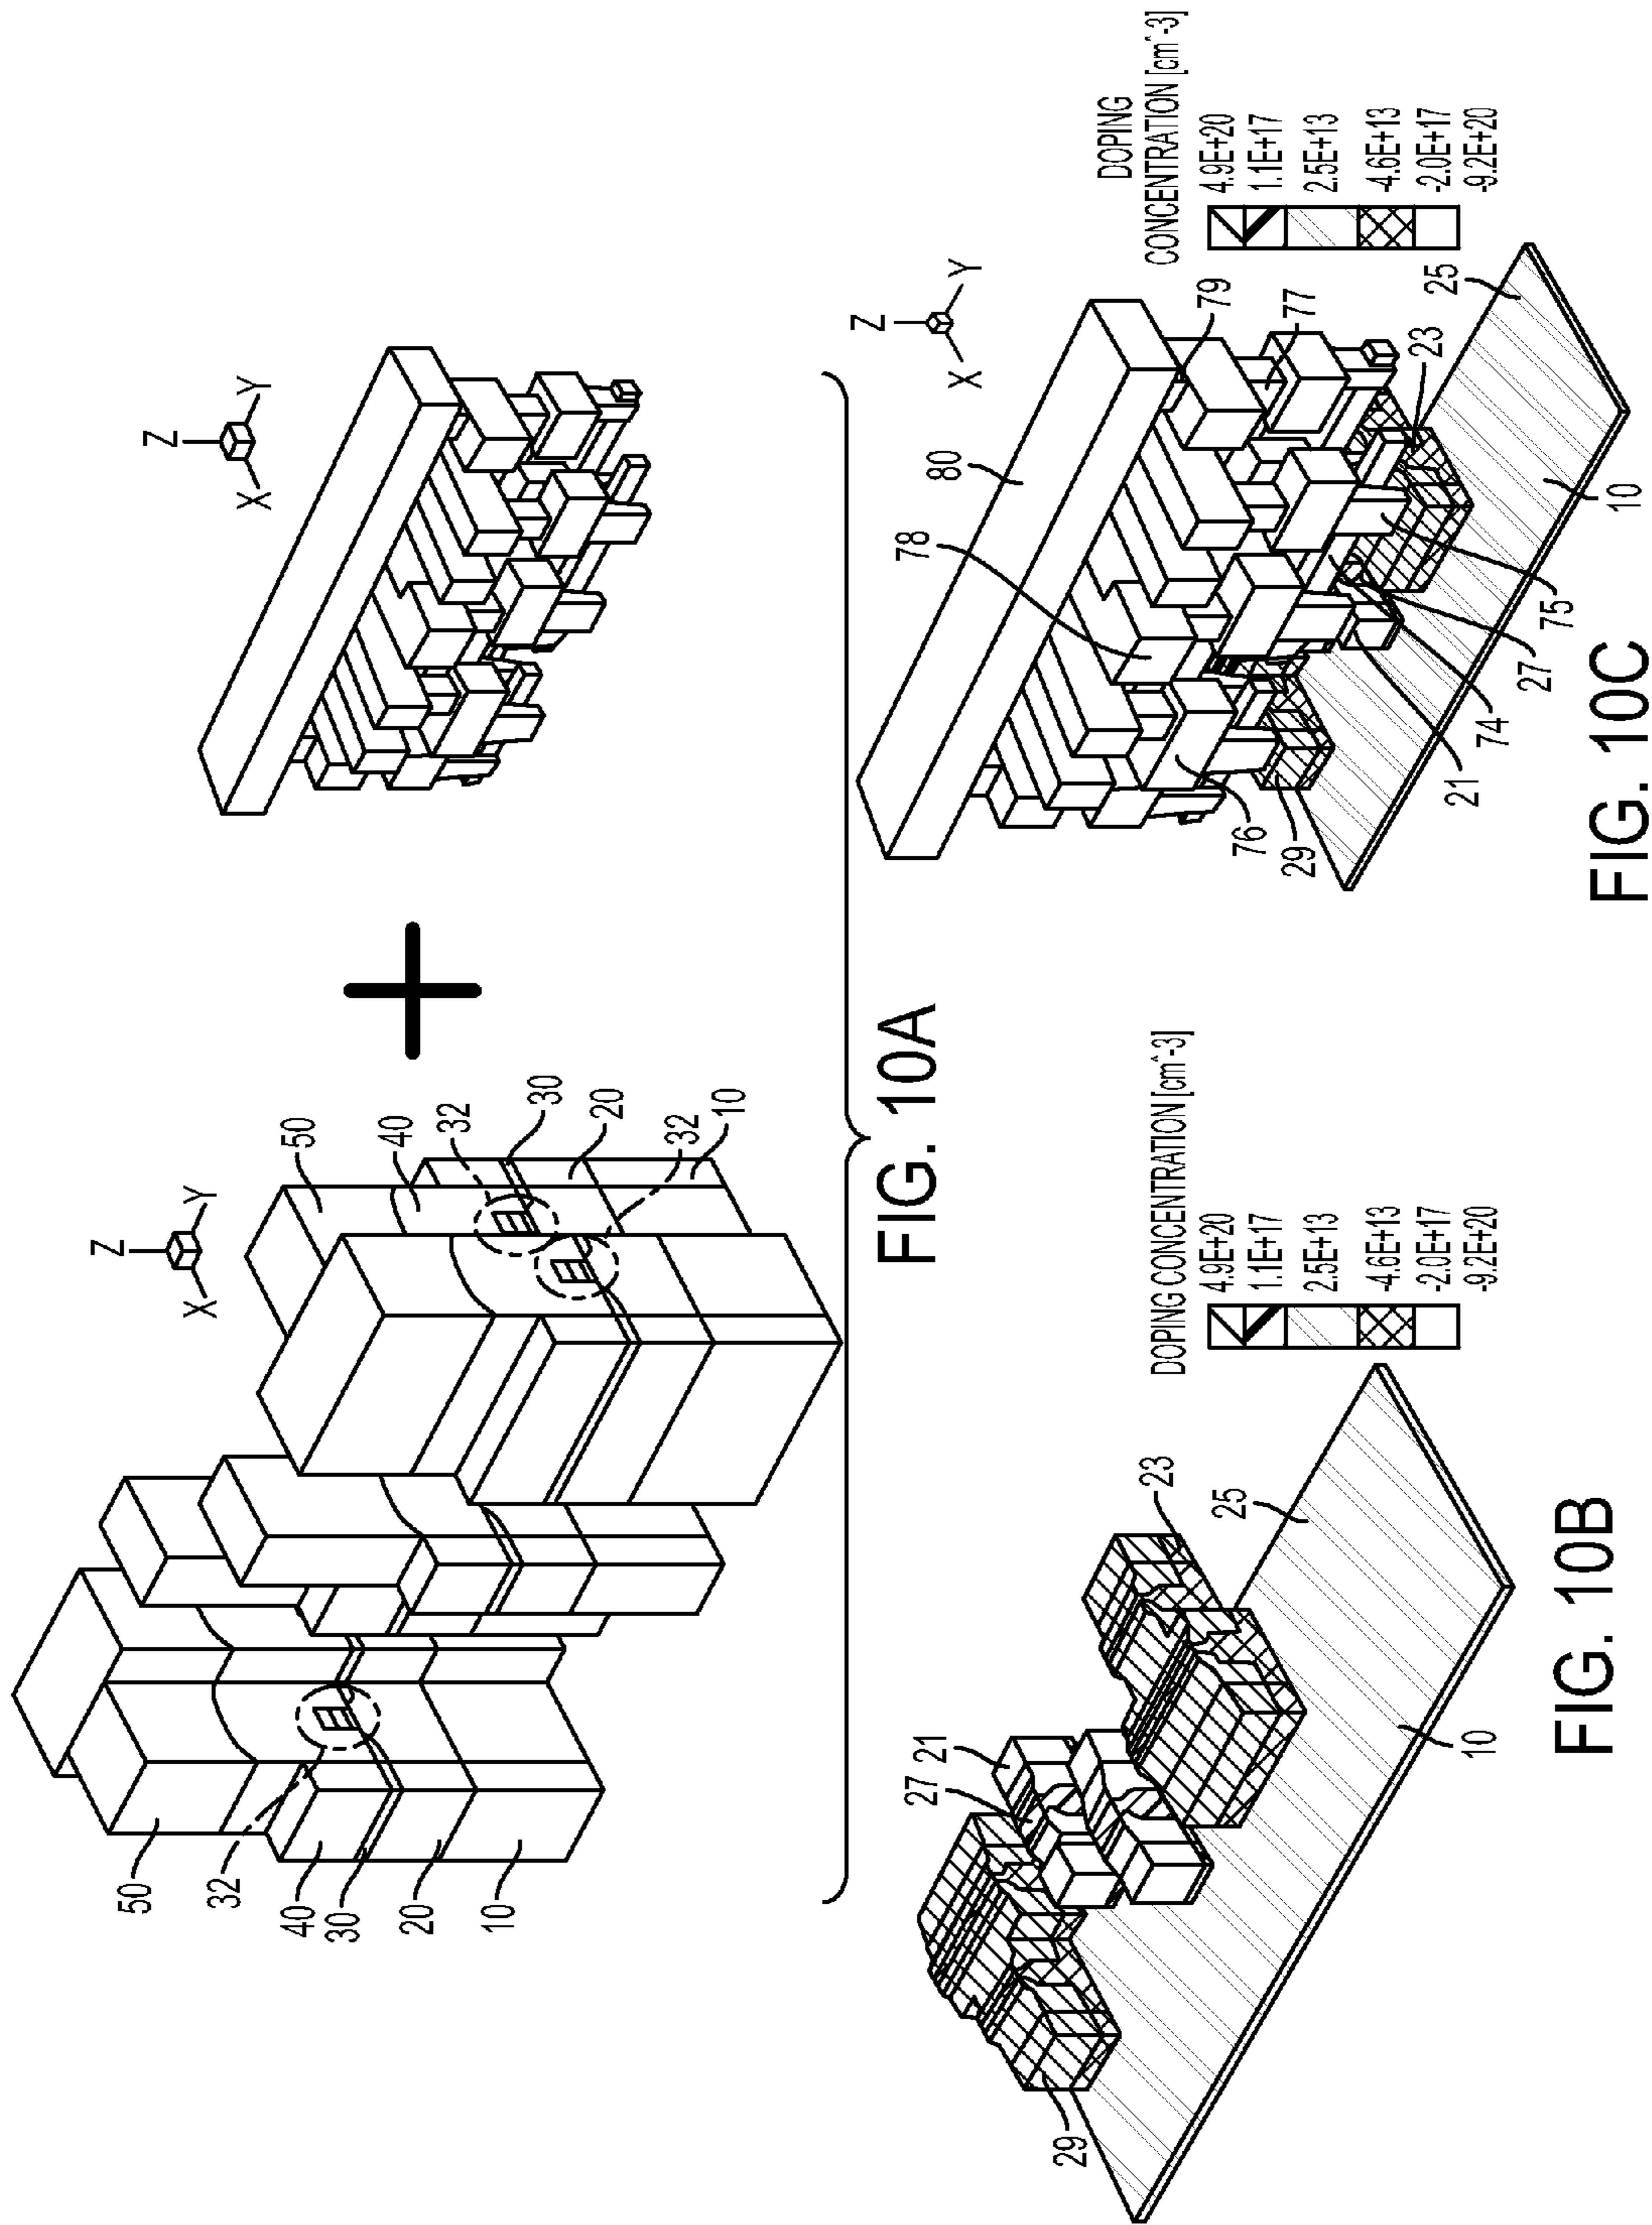 Z
X
Y
50
40
32
30
20
32
10
50
32
40
30
20
10
Z
X
Y
FIG. 10A
DOPING CONCENTRATION [cm^-3]
4.9E+20
1.1E+17
2.5E+13
-4.6E+13
-2.0E+17
-9.2E+20
27
21
23
25
29
10
FIG. 10B
Z
X
Y
DOPING
CONCENTRATION [cm^-3]
4.9E+20
1.1E+17
2.5E+13
-4.6E+13
-2.0E+17
-9.2E+20
80
78
79
77
23
25
76
29
21
74
27
75
10
FIG. 10C